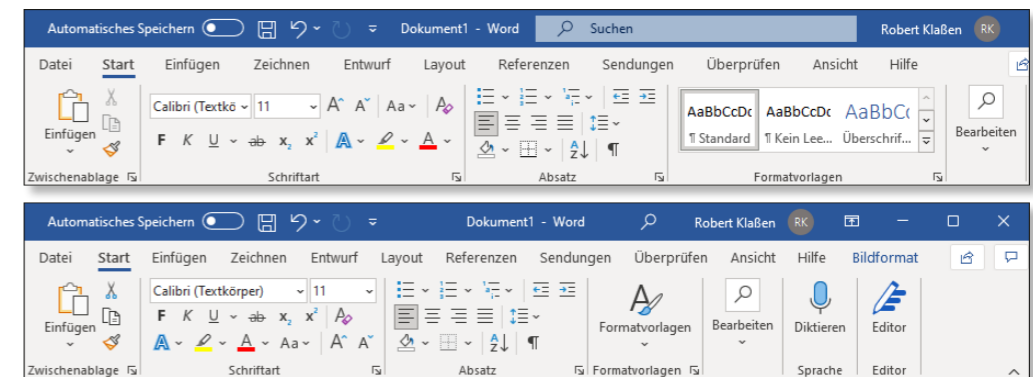 Automatisches Speichern Dokument1 - Word Suchen Robert Klaßen RK
Datei Start Einfügen Zeichnen Entwurf Layout Referenzen Sendungen Überprüfen Ansicht Hilfe
Calibri (Textkö 11 A A Aa A AaBbCcDc AaBbCcDc AaBbCc
Einfügen F K U ab x₂ x² A A ¶ Standard ¶ Kein Lee... Überschrif... Bearbeiten
Zwischenablage Schriftart Absatz Formatvorlagen
Automatisches Speichern Dokument1 - Word Robert Klaßen RK
Datei Start Einfügen Zeichnen Entwurf Layout Referenzen Sendungen Überprüfen Ansicht Hilfe Bildformat
Calibri (Textkörper) 11
Einfügen F K U ab x₂ x² A Formatvorlagen Bearbeiten Diktieren Editor
A A Aa A A ¶
Zwischenablage Schriftart Absatz Formatvorlagen Sprache Editor